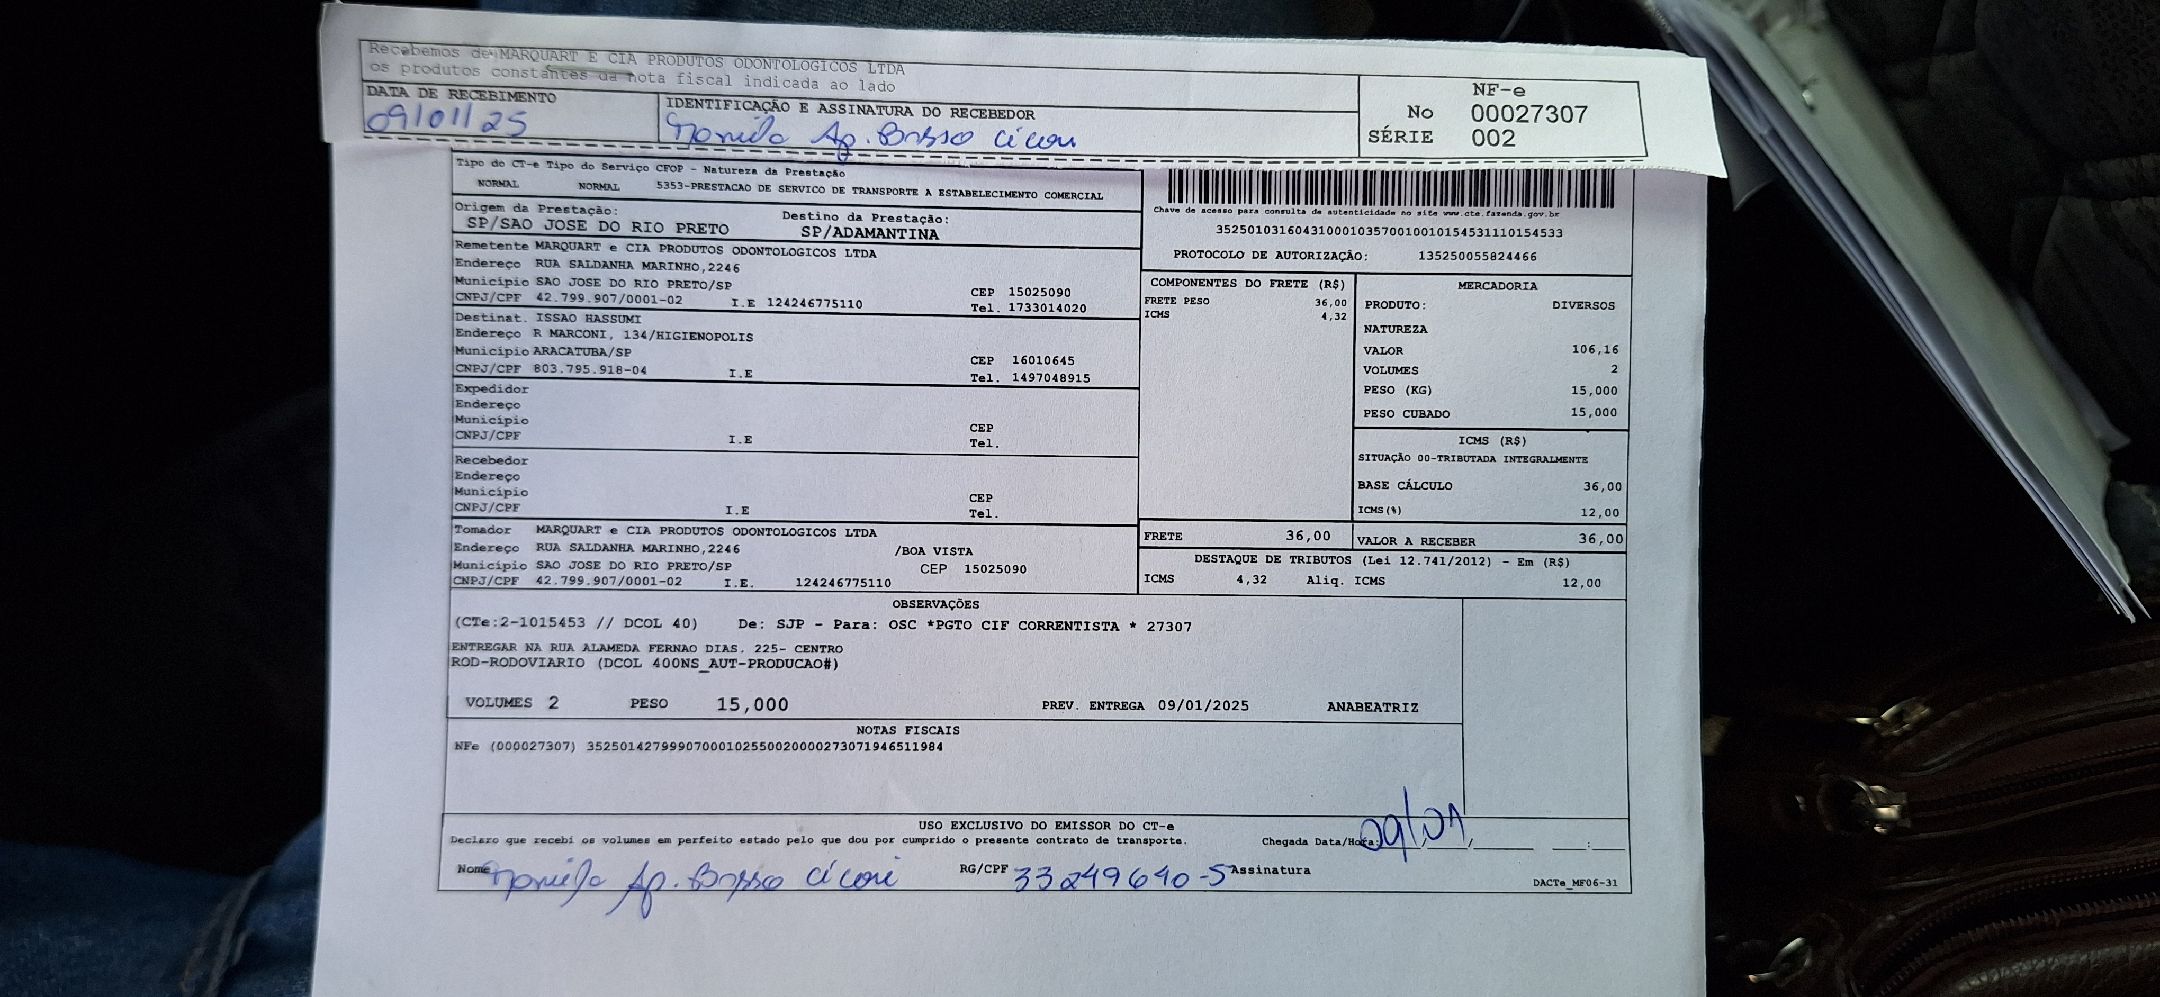 Recebemos de MARQUART E CIA PRODUTOS ODONTOLOGICOS LTDA
os produtos constantes da nota fiscal indicada ao lado
DATA DE RECEBIMENTO
09/01/25
IDENTIFICAÇÃO E ASSINATURA DO RECEBEDOR
Ap. Bosso Ciconi
NF-e
No 00027307
SÉRIE 002
Tipo do CT-e Tipo do Serviço CFOP - Natureza da Prestação
NORMAL NORMAL 5353-PRESTACAO DE SERVICO DE TRANSPORTE A ESTABELECIMENTO COMERCIAL
Origem da Prestação: Destino da Prestação:
SP/SAO JOSE DO RIO PRETO SP/ADAMANTINA
Chave de acesso para consulta de autenticidade no site www.cte.fazenda.gov.br
35250103160431000103570010010154531110154533
PROTOCOLO DE AUTORIZAÇÃO: 135250055824466
Remetente MARQUART e CIA PRODUTOS ODONTOLOGICOS LTDA
Endereço RUA SALDANHA MARINHO,2246
Município SAO JOSE DO RIO PRETO/SP CEP 15025090
CNPJ/CPF 42.799.907/0001-02 I.E 124246775110 Tel. 1733014020
Destinat. ISSAO HASSUMI
Endereço R MARCONI, 134/HIGIENOPOLIS
Município ARACATUBA/SP CEP 16010645
CNPJ/CPF 803.795.918-04 I.E Tel. 1497048915
Expedidor
Endereço
Município CEP
CNPJ/CPF I.E Tel.
Recebedor
Endereço
Município CEP
CNPJ/CPF I.E Tel.
Tomador MARQUART e CIA PRODUTOS ODONTOLOGICOS LTDA
Endereço RUA SALDANHA MARINHO,2246 /BOA VISTA
Município SAO JOSE DO RIO PRETO/SP CEP 15025090
CNPJ/CPF 42.799.907/0001-02 I.E. 124246775110
COMPONENTES DO FRETE (R$)
FRETE PESO 36,00
ICMS 4,32
MERCADORIA
PRODUTO: DIVERSOS
NATUREZA
VALOR 106,16
VOLUMES 2
PESO (KG) 15,000
PESO CUBADO 15,000
ICMS (R$)
SITUAÇÃO 00-TRIBUTADA INTEGRALMENTE
BASE CÁLCULO 36,00
ICMS(%) 12,00
FRETE 36,00 VALOR A RECEBER 36,00
DESTAQUE DE TRIBUTOS (Lei 12.741/2012) - Em (R$)
ICMS 4,32 Aliq. ICMS 12,00
OBSERVAÇÕES
(CTe:2-1015453 // DCOL 40) De: SJP - Para: OSC *PGTO CIF CORRENTISTA * 27307
ENTREGAR NA RUA ALAMEDA FERNAO DIAS, 225- CENTRO
ROD-RODOVIARIO (DCOL 400NS_AUT-PRODUCAO#)
VOLUMES 2 PESO 15,000 PREV. ENTREGA 09/01/2025 ANABEATRIZ
NOTAS FISCAIS
NFe (000027307) 35250142799907000102550020000273071946511984
USO EXCLUSIVO DO EMISSOR DO CT-e
Declaro que recebi os volumes em perfeito estado pelo que dou por cumprido o presente contrato de transporte.
Chegada Data/Hora: 09/01
Nome Ap. Bosso Ciconi RG/CPF 33249640-5 Assinatura
DACTe_MF06-31